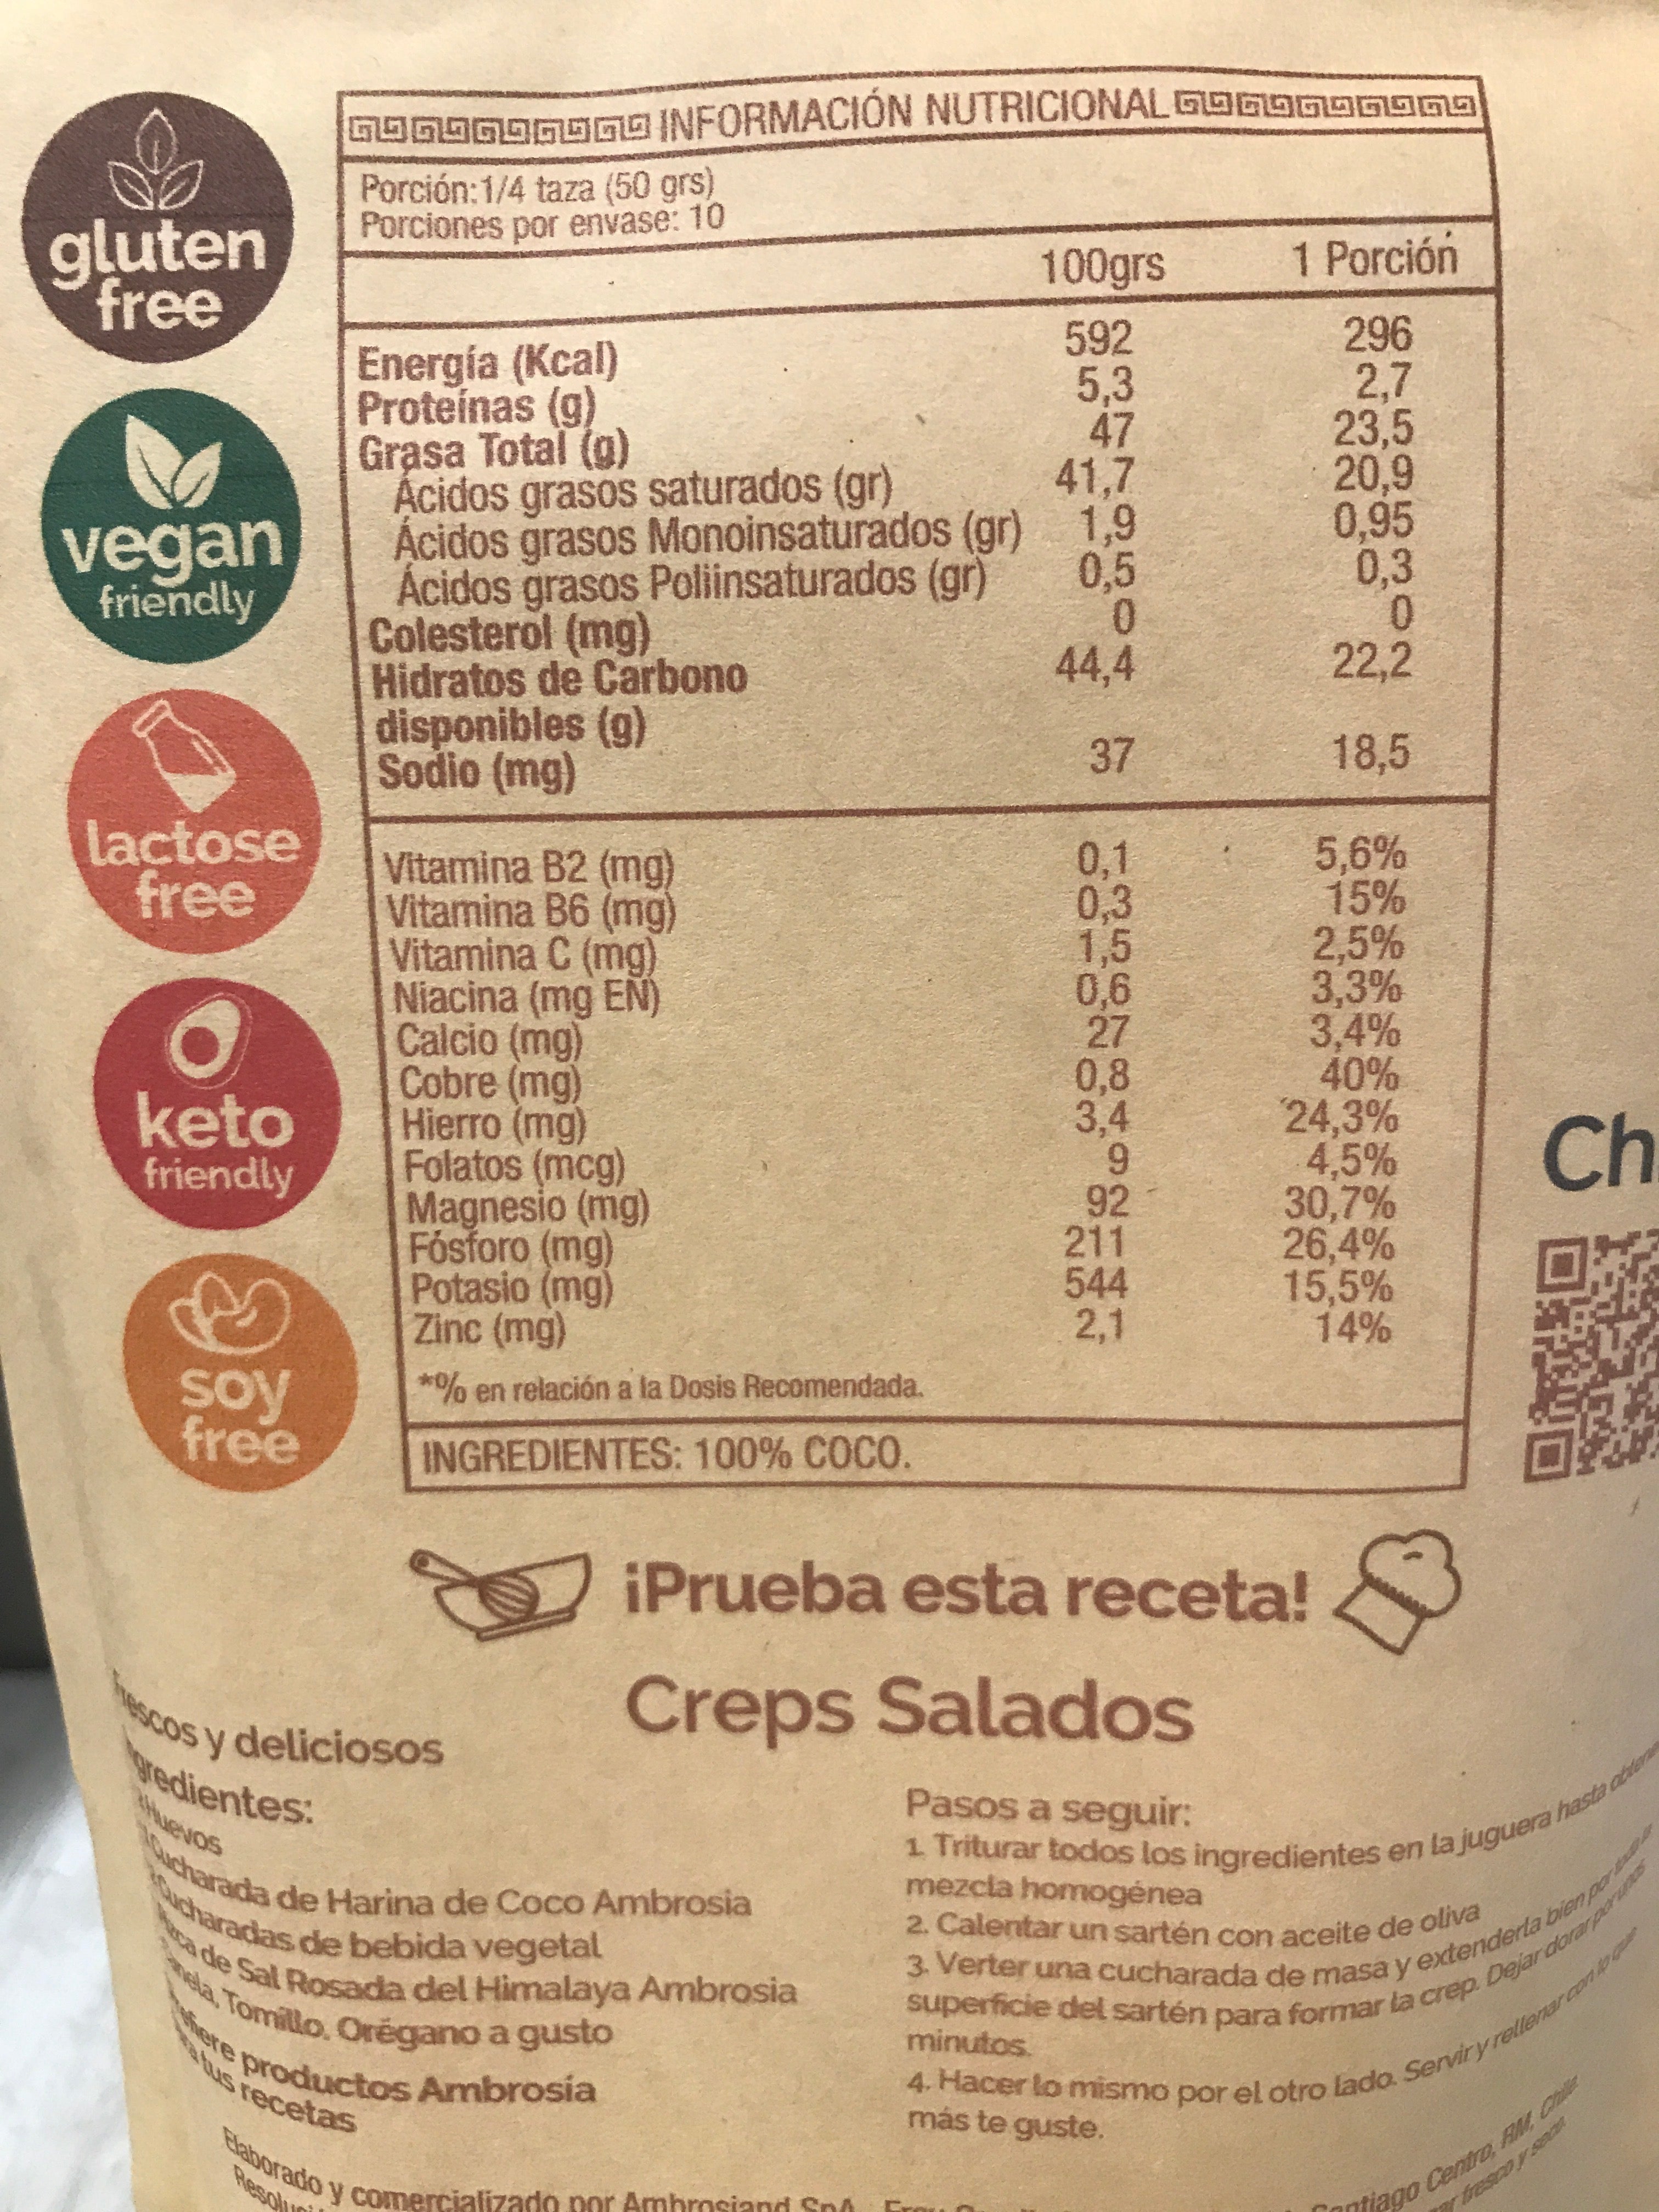 gluten
free
vegan
friendly
lactose
free
keto
friendly
soy
free
INFORMACIÓN NUTRICIONAL
Porción:1/4 taza (50 grs)
Porciones por envase: 10
100grs 1 Porción
Energía (Kcal) 592 296
Proteínas (g) 5,3 2,7
Grasa Total (g) 47 23,5
Ácidos grasos saturados (gr) 41,7 20,9
Ácidos grasos Monoinsaturados (gr) 1,9 0,95
Ácidos grasos Poliinsaturados (gr) 0,5 0,3
Colesterol (mg) 0 0
Hidratos de Carbono 44,4 22,2
disponibles (g)
Sodio (mg) 37 18,5
Vitamina B2 (mg) 0,1 5,6%
Vitamina B6 (mg) 0,3 15%
Vitamina C (mg) 1,5 2,5%
Niacina (mg EN) 0,6 3,3%
Calcio (mg) 27 3,4%
Cobre (mg) 0,8 40%
Hierro (mg) 3,4 24,3%
Folatos (mcg) 9 4,5%
Magnesio (mg) 92 30,7%
Fósforo (mg) 211 26,4%
Potasio (mg) 544 15,5%
Zinc (mg) 2,1 14%
*% en relación a la Dosis Recomendada.
INGREDIENTES: 100% COCO.
Ch
¡Prueba esta receta!
Creps Salados
y deliciosos
Huevos
Cucharada de Harina de Coco Ambrosia
Cucharadas de bebida vegetal
de Sal Rosada del Himalaya Ambrosia
Tomillo, Orégano a gusto
productos Ambrosía
tus recetas
Pasos a seguir:
1. Triturar todos los ingredientes en la juguera hasta
mezcla homogénea
2. Calentar un sartén con aceite de oliva
3. Verter una cucharada de masa y extenderla bien por toda la
superficie del sartén para formar la crep. Dejar dorar por unos
minutos.
4. Hacer lo mismo por el otro lado. Servir y rellenar con lo que
más te guste.
Elaborado y comercializado por Ambrosiand SpA
Centro, RM, Chile
fresco y seco.